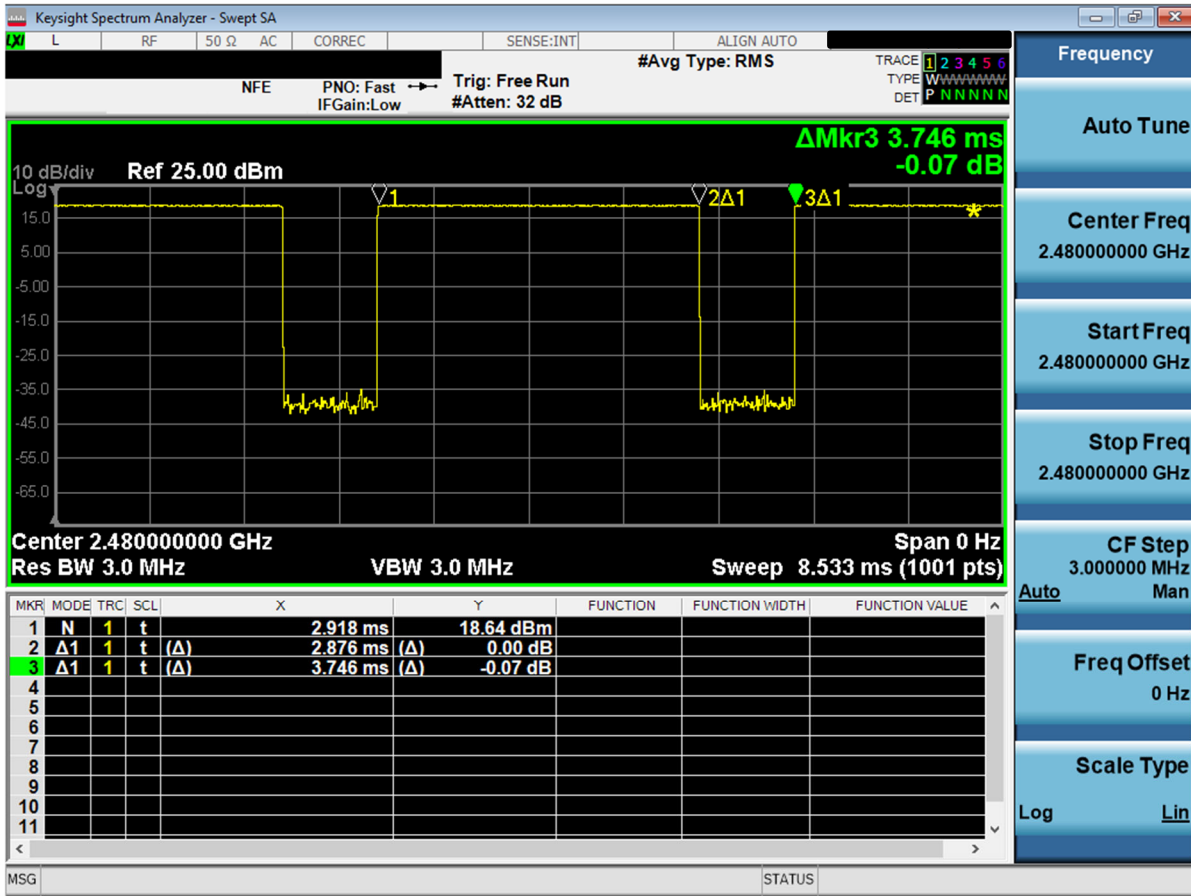 Keysight Spectrum Analyzer - Swept SA
LXI L RF 50 Ω AC CORREC SENSE:INT ALIGN AUTO
NFE PNO: Fast Trig: Free Run #Avg Type: RMS
IFGain:Low #Atten: 32 dB
TRACE 1 2 3 4 5 6
TYPE WWWWWW
DET P N N N N N
ΔMkr3 3.746 ms
-0.07 dB
10 dB/div Ref 25.00 dBm
Log
1 2Δ1 3Δ1
15.0
5.00
-5.00
-15.0
-25.0
-35.0
-45.0
-55.0
-65.0
Center 2.480000000 GHz Span 0 Hz
Res BW 3.0 MHz VBW 3.0 MHz Sweep 8.533 ms (1001 pts)
MKR MODE TRC SCL X Y FUNCTION FUNCTION WIDTH FUNCTION VALUE
1 N 1 t 2.918 ms 18.64 dBm
2 Δ1 1 t (Δ) 2.876 ms (Δ) 0.00 dB
3 Δ1 1 t (Δ) 3.746 ms (Δ) -0.07 dB
4
5
6
7
8
9
10
11
MSG STATUS
Frequency
Auto Tune
Center Freq
2.480000000 GHz
Start Freq
2.480000000 GHz
Stop Freq
2.480000000 GHz
CF Step
3.000000 MHz
Auto Man
Freq Offset
0 Hz
Scale Type
Log Lin